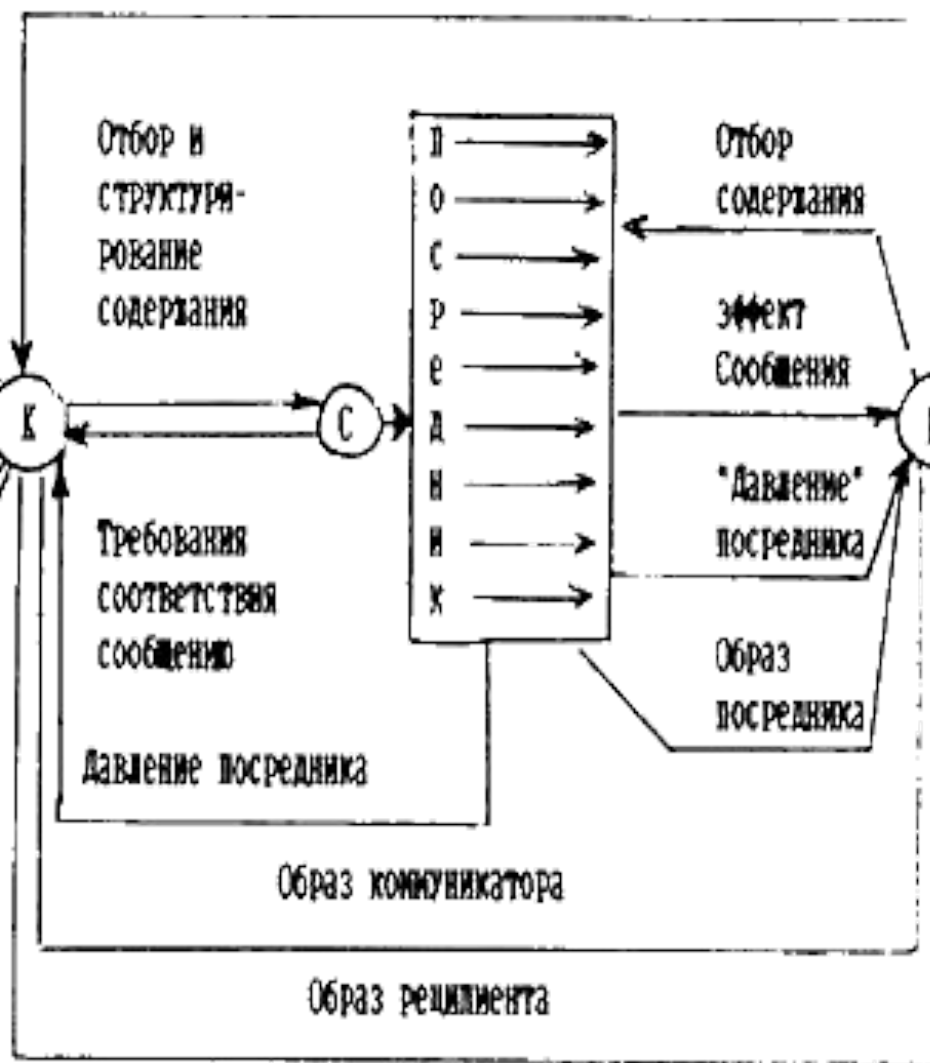 Отбор и
структури-
рование
содержания
К
С
Требования
соответствия
сообщению
Давление посредника
ПОСРЕДНИК
Отбор
содержания
эффект
Сообщения
"Давление"
посредника
Образ
посредника
Образ коммуникатора
Образ реципиента